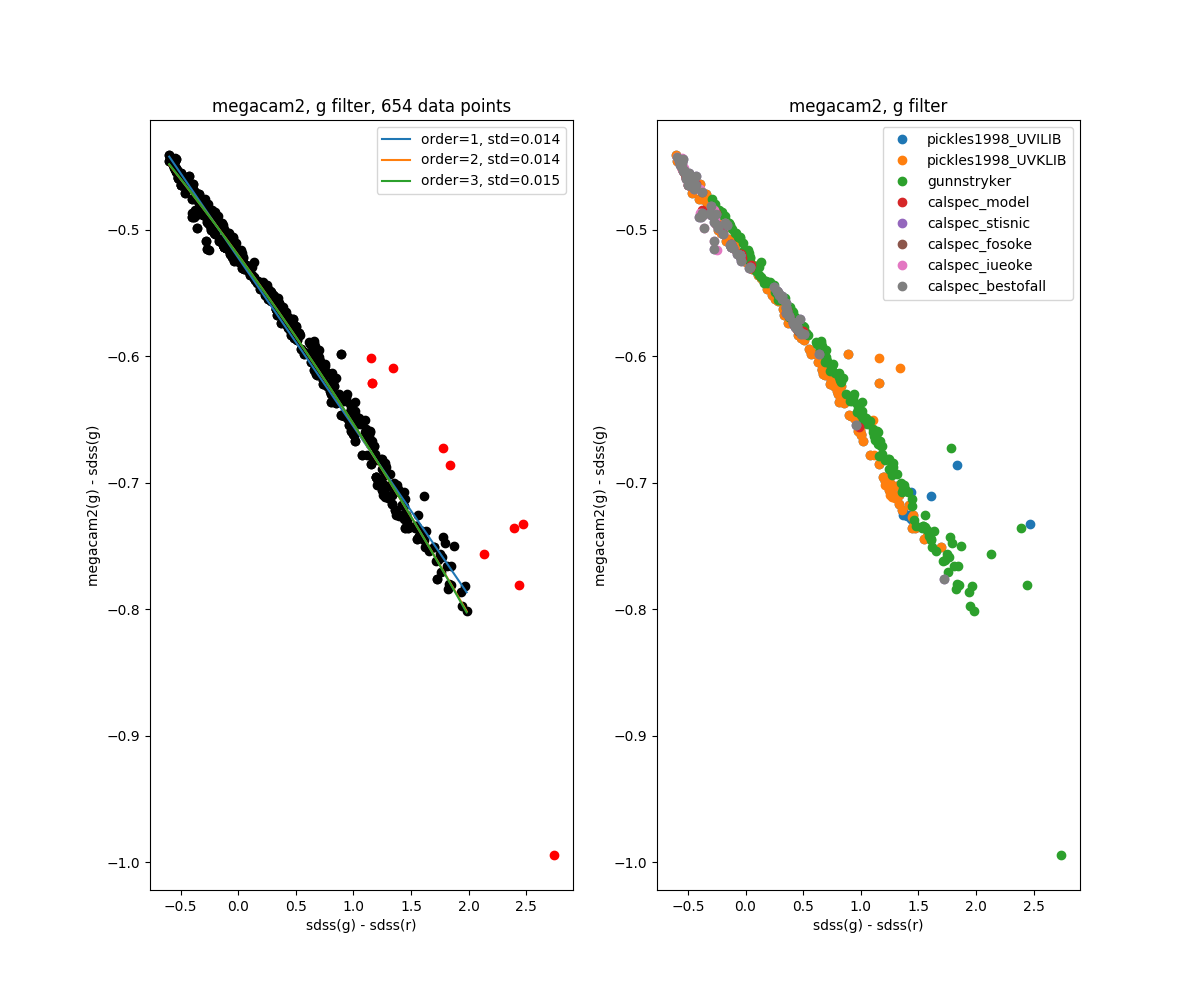 megacam2, g filter, 654 data points
order=1, std=0.014
order=2, std=0.014
order=3, std=0.015
−0.5
−0.6
−0.7
−0.8
−0.9
−1.0
megacam2(g) - sdss(g)
−0.5 0.0 0.5 1.0 1.5 2.0 2.5
sdss(g) - sdss(r)
megacam2, g filter
pickles1998_UVILIB
pickles1998_UVKLIB
gunnstryker
calspec_model
calspec_stisnic
calspec_fosoke
calspec_iueoke
calspec_bestofall
−0.5
−0.6
−0.7
−0.8
−0.9
−1.0
megacam2(g) - sdss(g)
−0.5 0.0 0.5 1.0 1.5 2.0 2.5
sdss(g) - sdss(r)